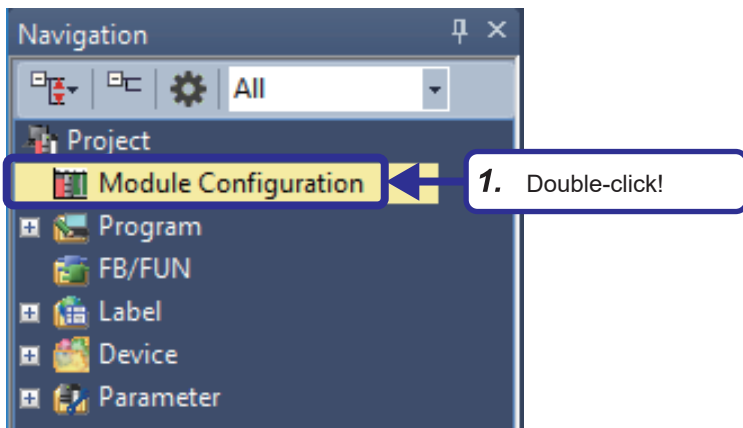 Navigation
All
Project
Module Configuration
1. Double-click!
Program
FB/FUN
Label
Device
Parameter